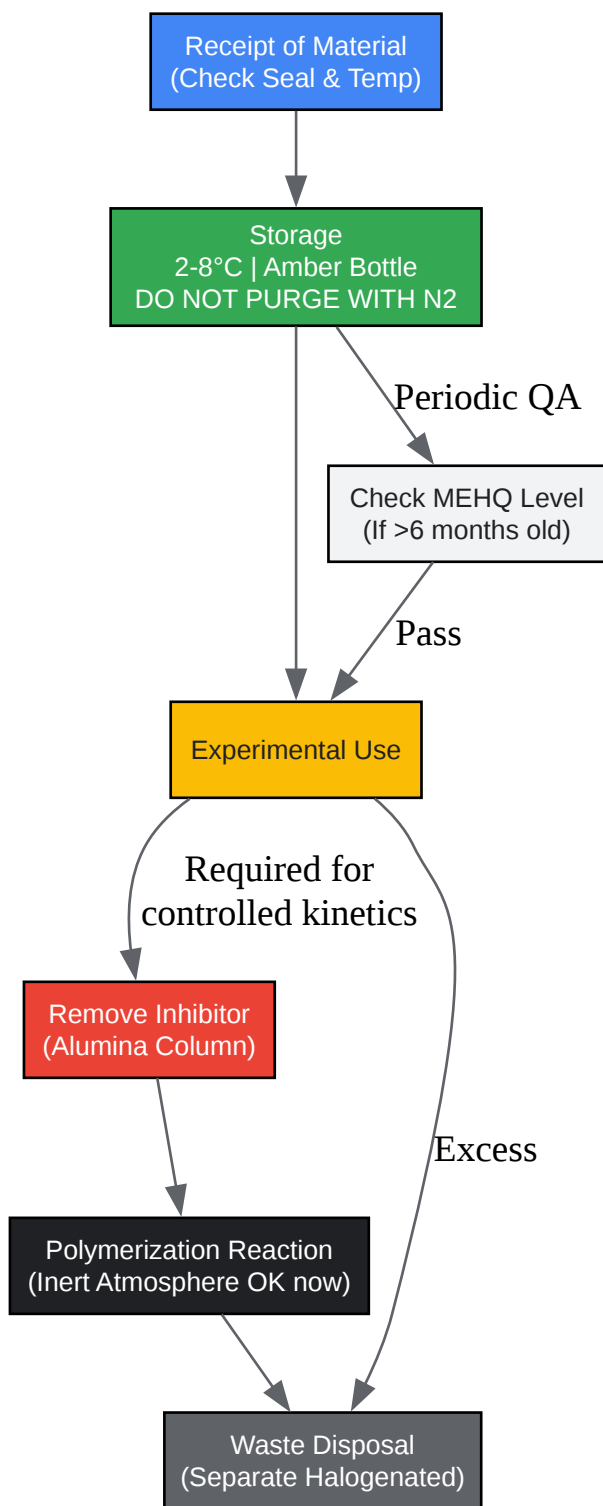 Receipt of Material
(Check Seal & Temp)
Storage
2-8°C | Amber Bottle
DO NOT PURGE WITH N2
Periodic QA
Check MEHQ Level
(If >6 months old)
Pass
Experimental Use
Required for
controlled kinetics
Remove Inhibitor
(Alumina Column)
Excess
Polymerization Reaction
(Inert Atmosphere OK now)
Waste Disposal
(Separate Halogenated)